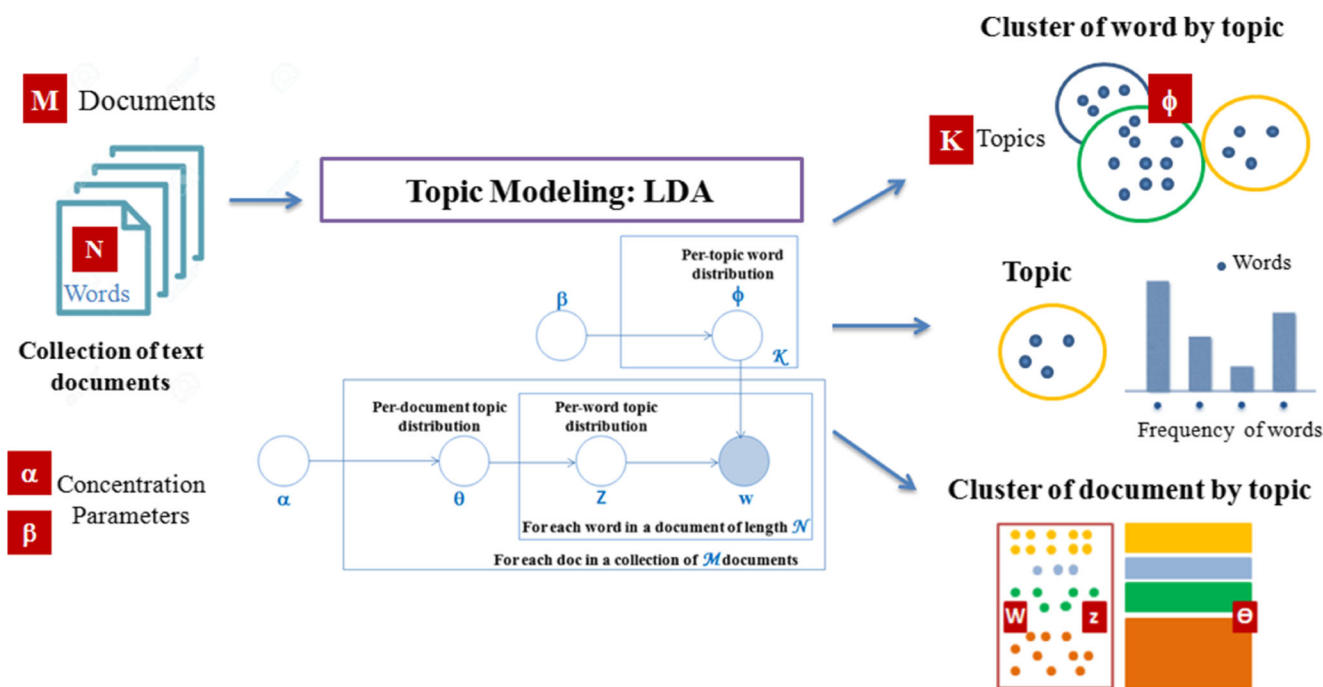 M Documents
N
Words
Collection of text
documents
α
β
Concentration
Parameters
Topic Modeling: LDA
Per-topic word
distribution
β
ϕ
K
Per-document topic
distribution
Per-word topic
distribution
α
θ
Z
w
For each word in a document of length N
For each doc in a collection of M documents
Cluster of word by topic
K Topics
ϕ
Topic
Words
Frequency of words
Cluster of document by topic
W
z
Θ